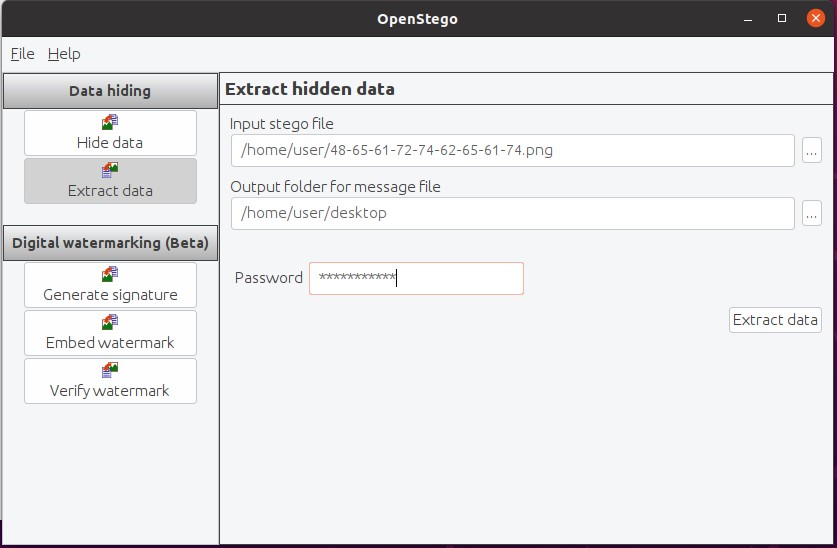 OpenStego
File Help
Data hiding
Hide data
Extract data
Digital watermarking (Beta)
Generate signature
Embed watermark
Verify watermark
Extract hidden data
Input stego file
/home/user/48-65-61-72-74-62-65-61-74.png
...
Output folder for message file
/home/user/desktop
...
Password ***********
Extract data